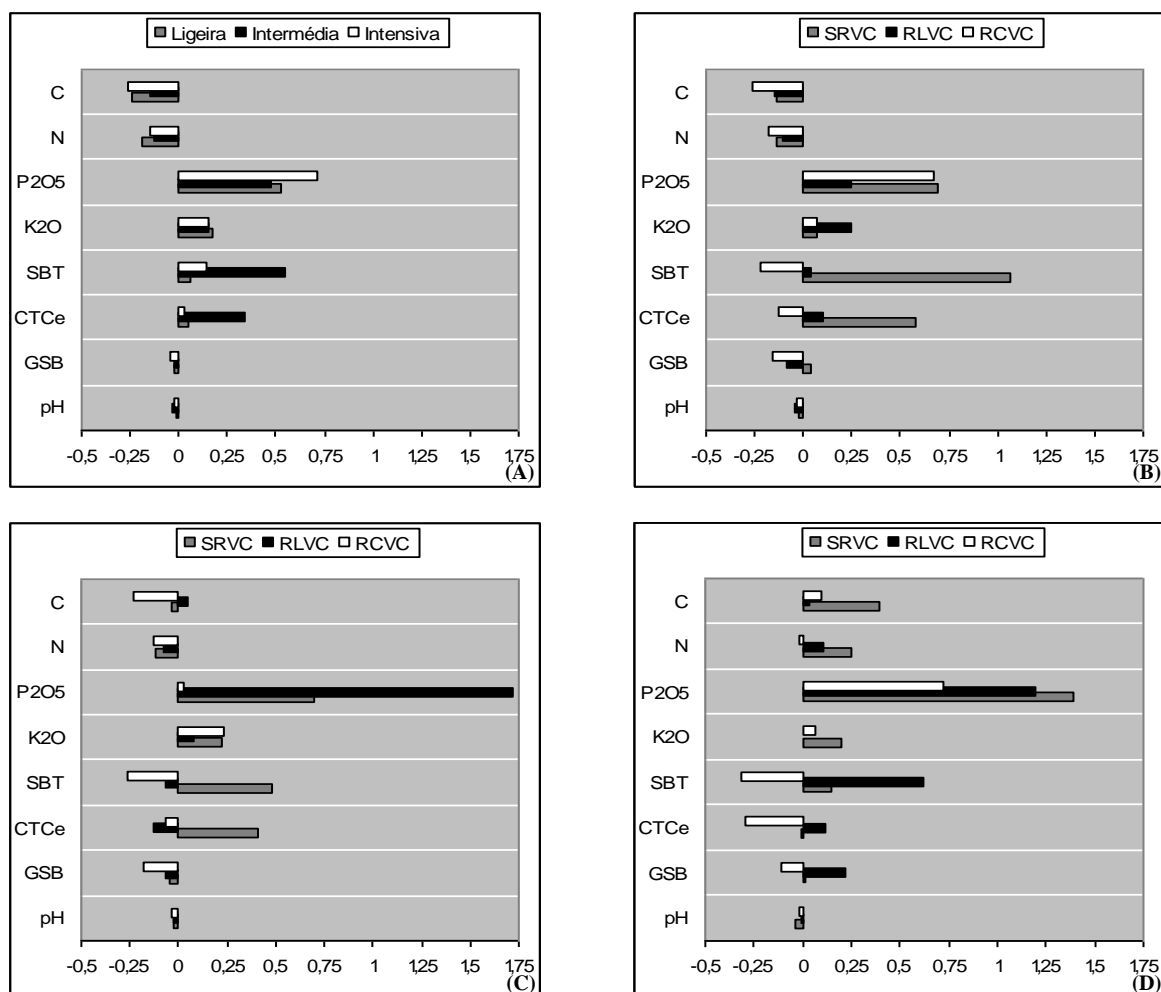 Ligeira Intermédia Intensiva
C
N
P2O5
K2O
SBT
CTCe
GSB
pH
-0,5 -0,25 0 0,25 0,5 0,75 1 1,25 1,5 1,75
(A)
SRVC RLVC RCVC
C
N
P2O5
K2O
SBT
CTCe
GSB
pH
-0,5 -0,25 0 0,25 0,5 0,75 1 1,25 1,5 1,75
(B)
SRVC RLVC RCVC
C
N
P2O5
K2O
SBT
CTCe
GSB
pH
-0,5 -0,25 0 0,25 0,5 0,75 1 1,25 1,5 1,75
(C)
SRVC RLVC RCVC
C
N
P2O5
K2O
SBT
CTCe
GSB
pH
-0,5 -0,25 0 0,25 0,5 0,75 1 1,25 1,5 1,75
(D)